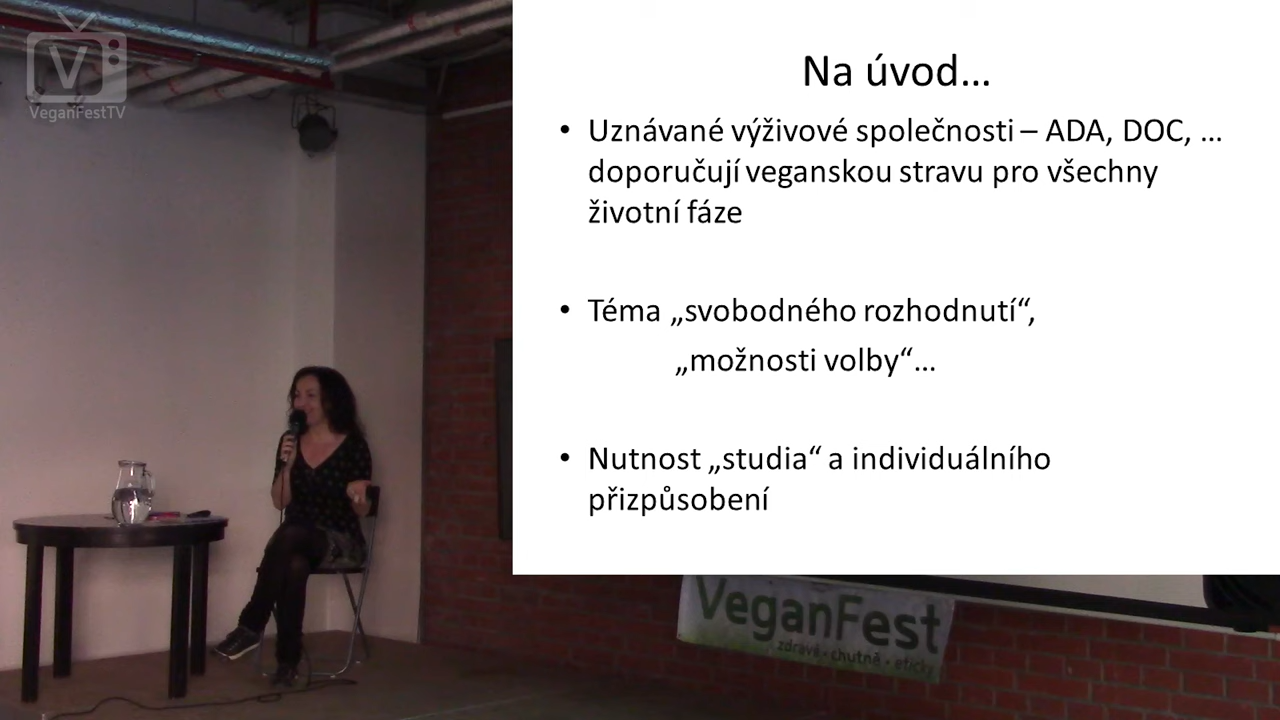 V
VeganFestTV
Na úvod...
• Uznávané výživové společnosti – ADA, DOC, ...
doporučují veganskou stravu pro všechny
životní fáze
• Téma „svobodného rozhodnutí“,
„možnosti volby“...
• Nutnost „studia“ a individuálního
přizpůsobení
VeganFest
zdravě • chutně • eticky